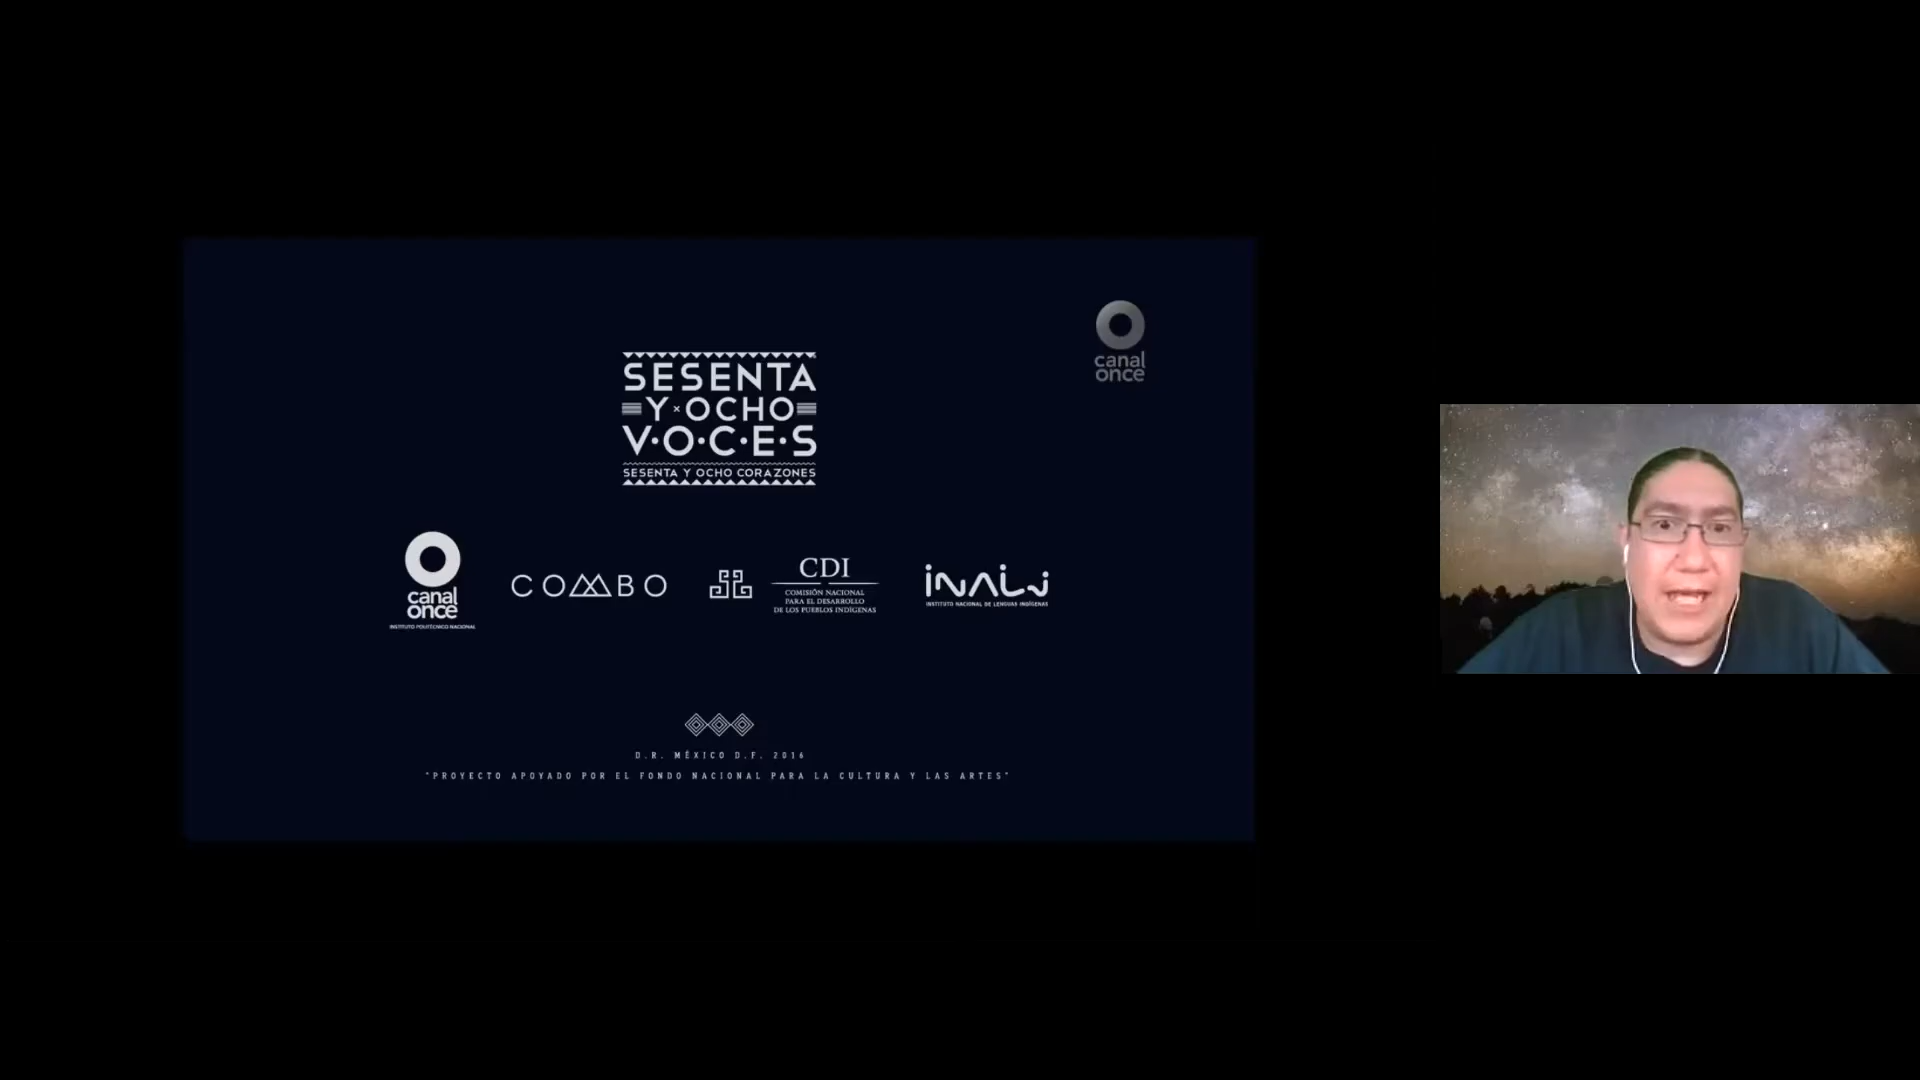 canal
once
SESENTA
Y × OCHO
V·O·C·E·S
SESENTA Y OCHO CORAZONES
canal
once
INSTITUTO POLITÉCNICO NACIONAL
COMBO
CDI
COMISIÓN NACIONAL
PARA EL DESARROLLO
DE LOS PUEBLOS INDÍGENAS
iNALi
INSTITUTO NACIONAL DE LENGUAS INDÍGENAS
D.R. MÉXICO D.F. 2016
"PROYECTO APOYADO POR EL FONDO NACIONAL PARA LA CULTURA Y LAS ARTES"